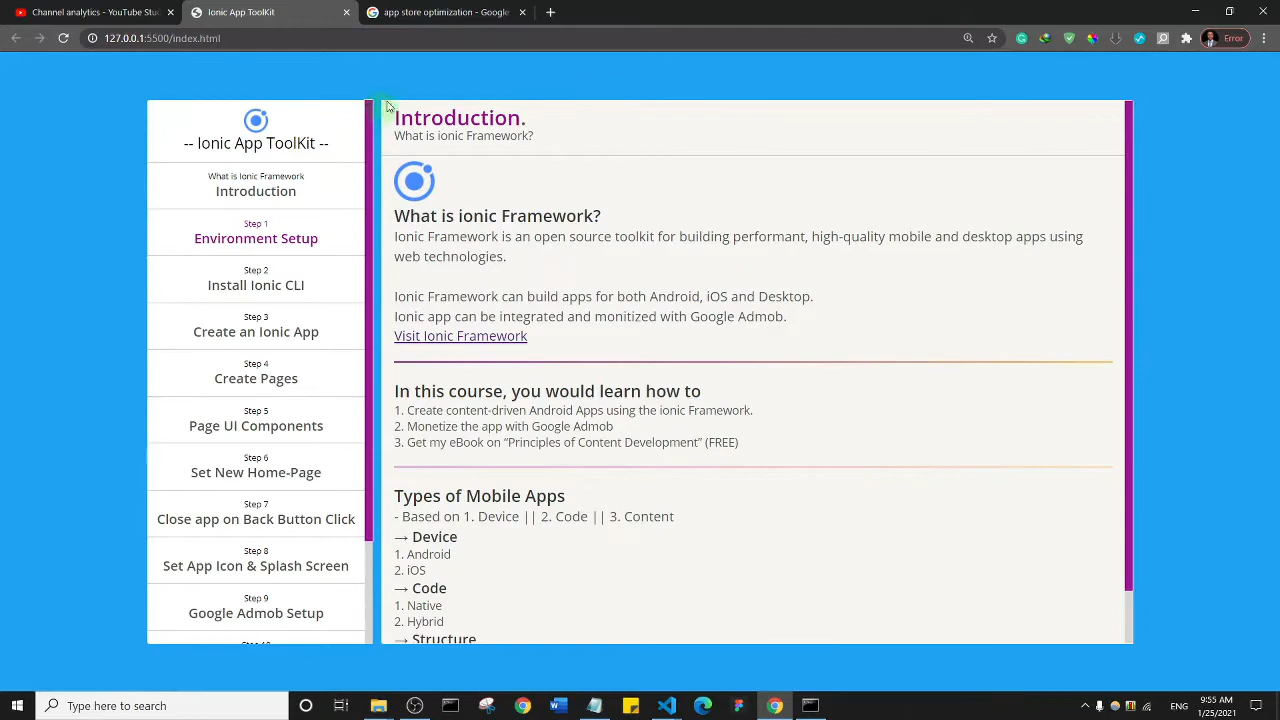 Channel analytics - YouTube Stu
Ionic App ToolKit
app store optimization - Google
127.0.0.1:5500/index.html
Error
-- Ionic App ToolKit --
What is Ionic Framework
Introduction
Step 1
Environment Setup
Step 2
Install Ionic CLI
Step 3
Create an Ionic App
Step 4
Create Pages
Step 5
Page UI Components
Step 6
Set New Home-Page
Step 7
Close app on Back Button Click
Step 8
Set App Icon & Splash Screen
Step 9
Google Admob Setup
Introduction.
What is ionic Framework?
What is ionic Framework?
Ionic Framework is an open source toolkit for building performant, high-quality mobile and desktop apps using
web technologies.
Ionic Framework can build apps for both Android, iOS and Desktop.
Ionic app can be integrated and monitized with Google Admob.
Visit Ionic Framework
In this course, you would learn how to
1. Create content-driven Android Apps using the ionic Framework.
2. Monetize the app with Google Admob
3. Get my eBook on “Principles of Content Development” (FREE)
Types of Mobile Apps
- Based on 1. Device || 2. Code || 3. Content
→ Device
1. Android
2. iOS
→ Code
1. Native
2. Hybrid
→ Structure
Type here to search
ENG
9:55 AM
1/25/2021